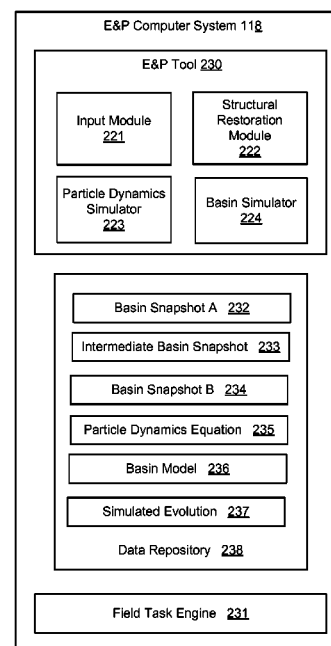 E&P Computer System 118
E&P Tool 230
Input Module
221
Structural
Restoration
Module
222
Particle Dynamics
Simulator
223
Basin Simulator
224
Basin Snapshot A 232
Intermediate Basin Snapshot 233
Basin Snapshot B 234
Particle Dynamics Equation 235
Basin Model 236
Simulated Evolution 237
Data Repository 238
Field Task Engine 231